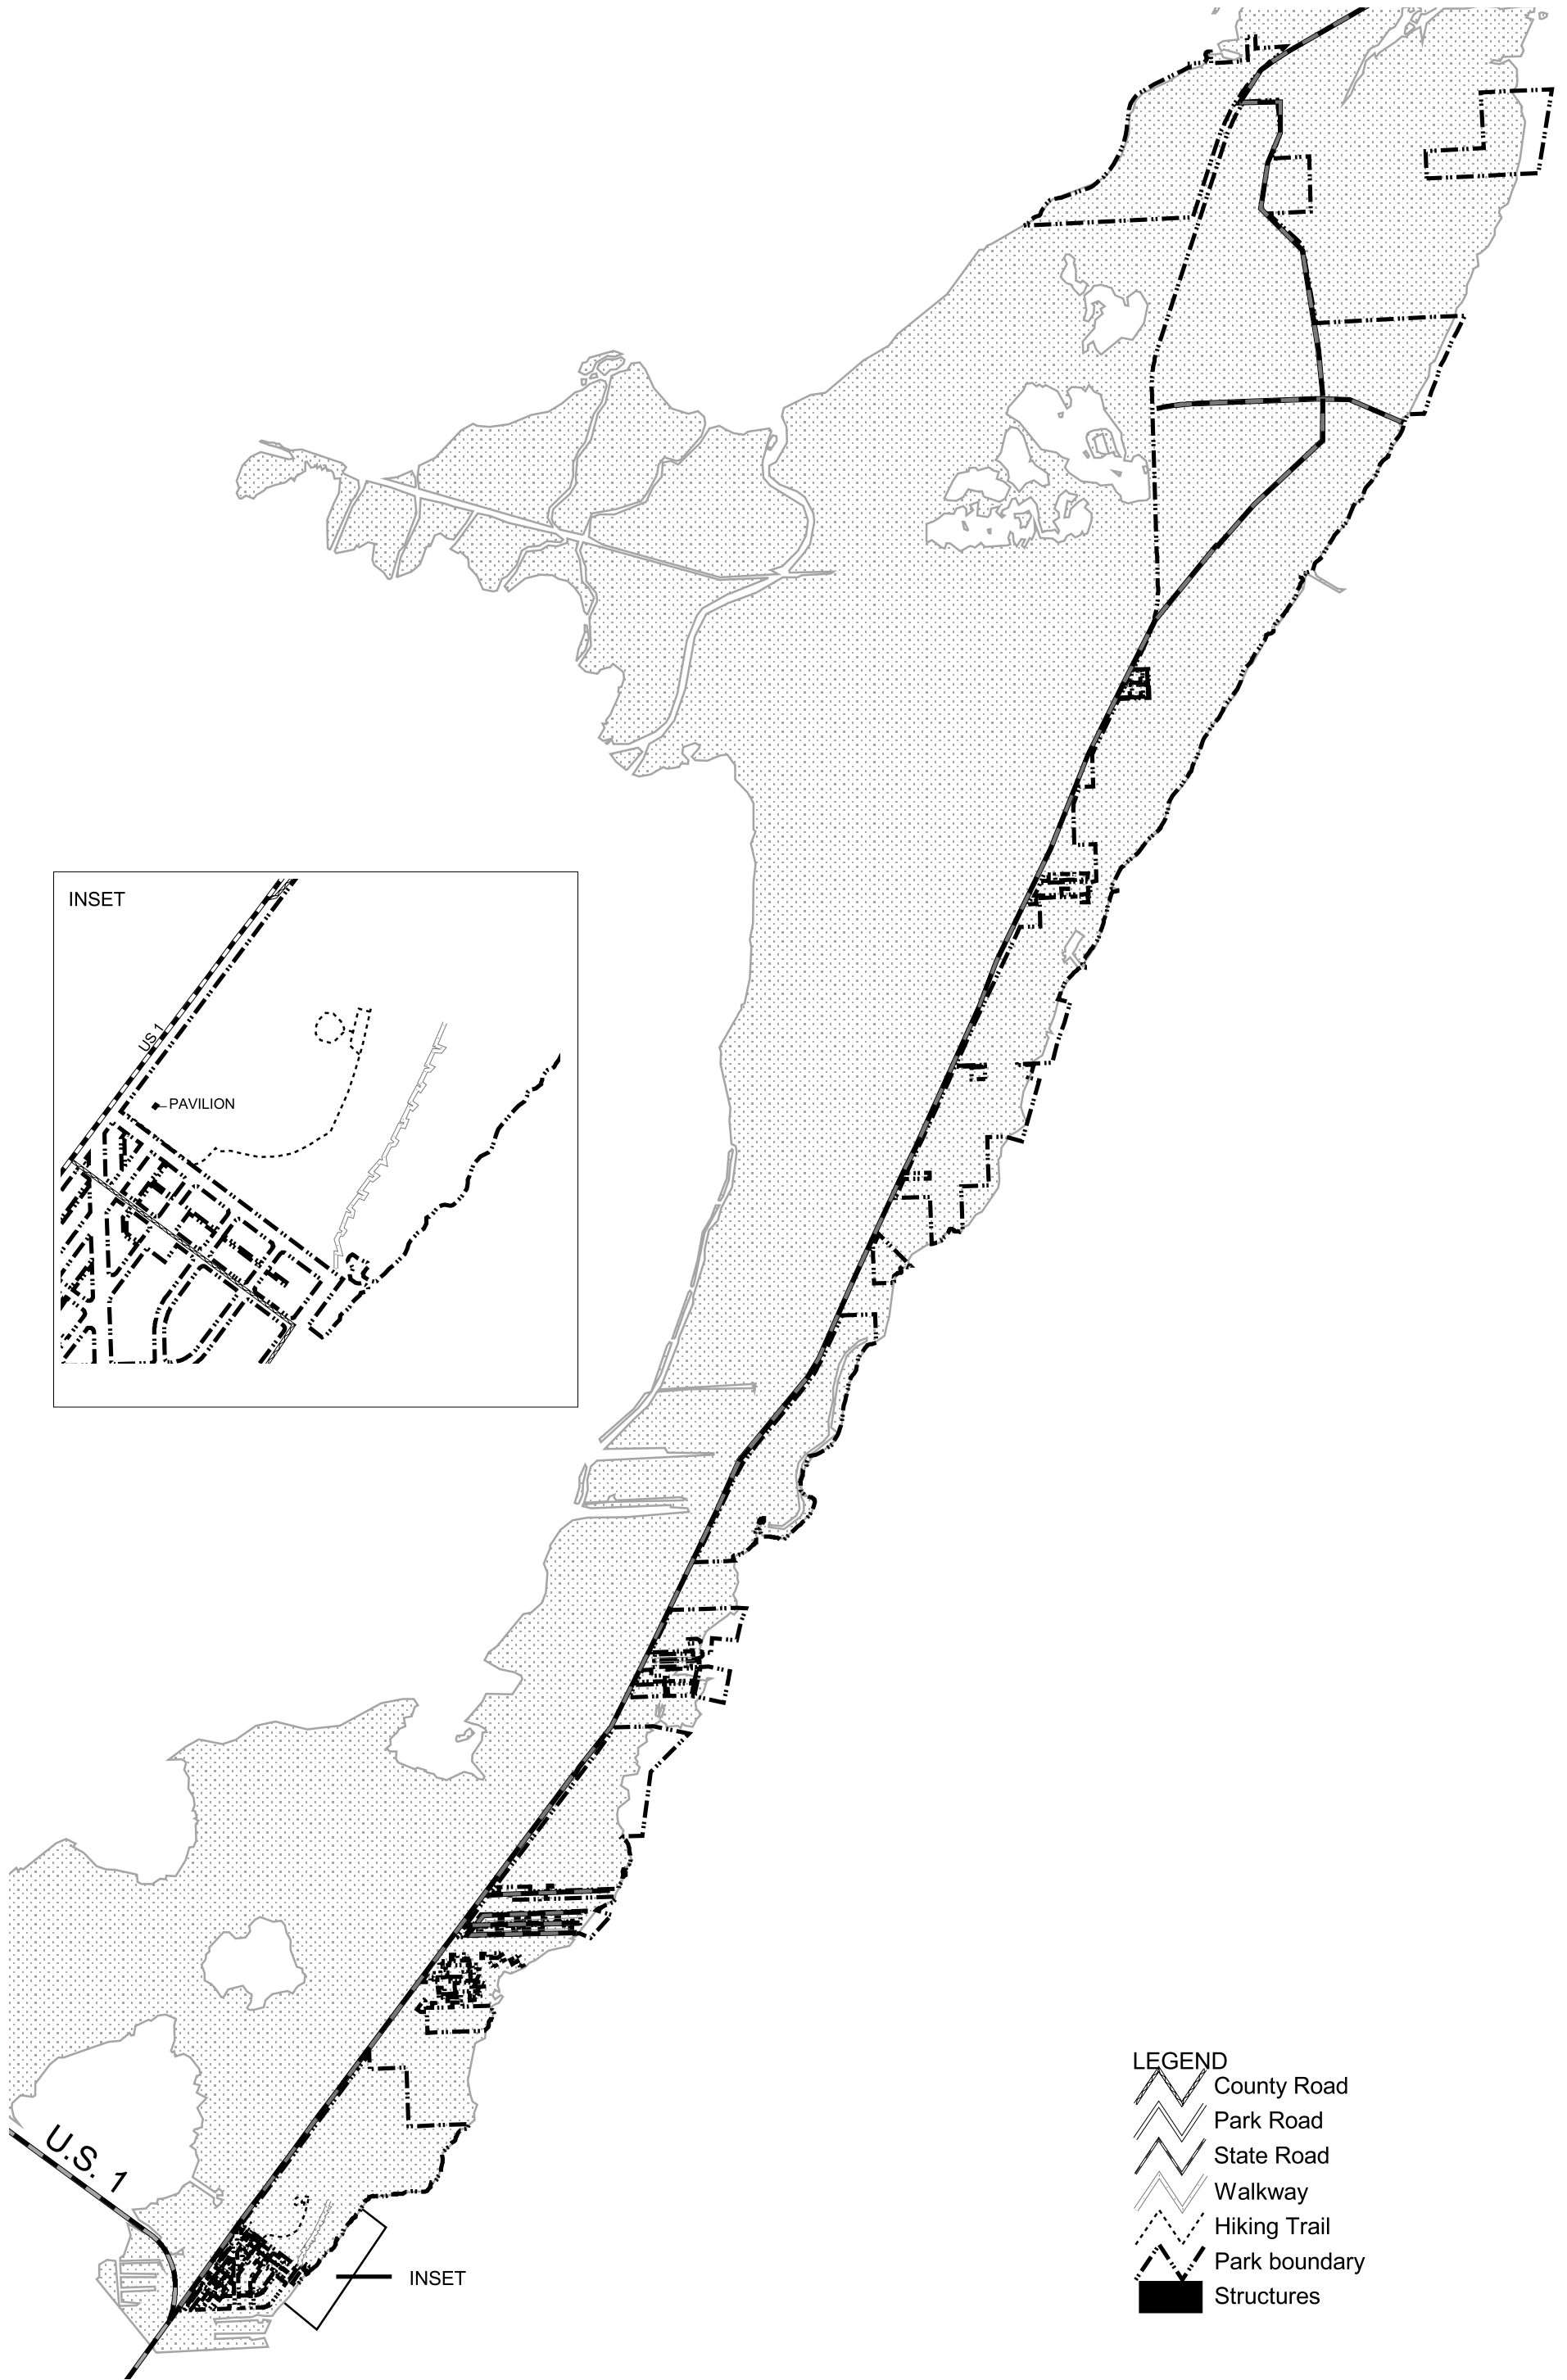 INSET
US 1
PAVILION
U.S. 1
INSET
LEGEND
County Road
Park Road
State Road
Walkway
Hiking Trail
Park boundary
Structures